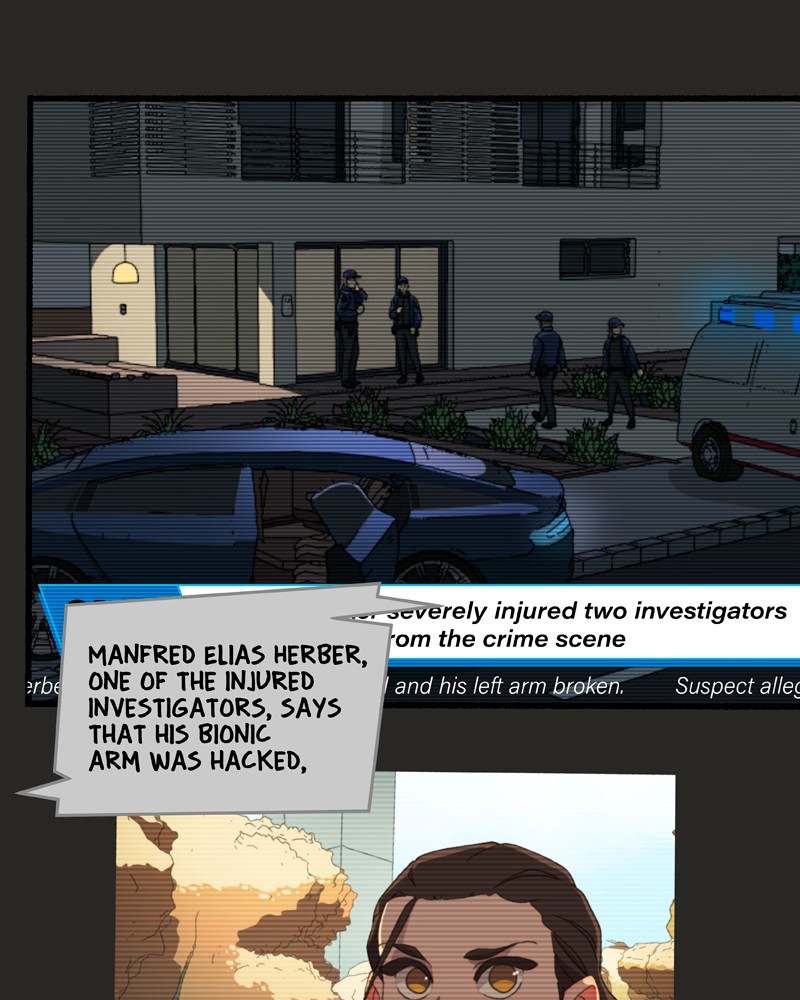 severely injured two investigators
from the crime scene
and his left arm broken. Suspect alleg
MANFRED ELIAS HERBER,
ONE OF THE INJURED
INVESTIGATORS, SAYS
THAT HIS BIONIC
ARM WAS HACKED,